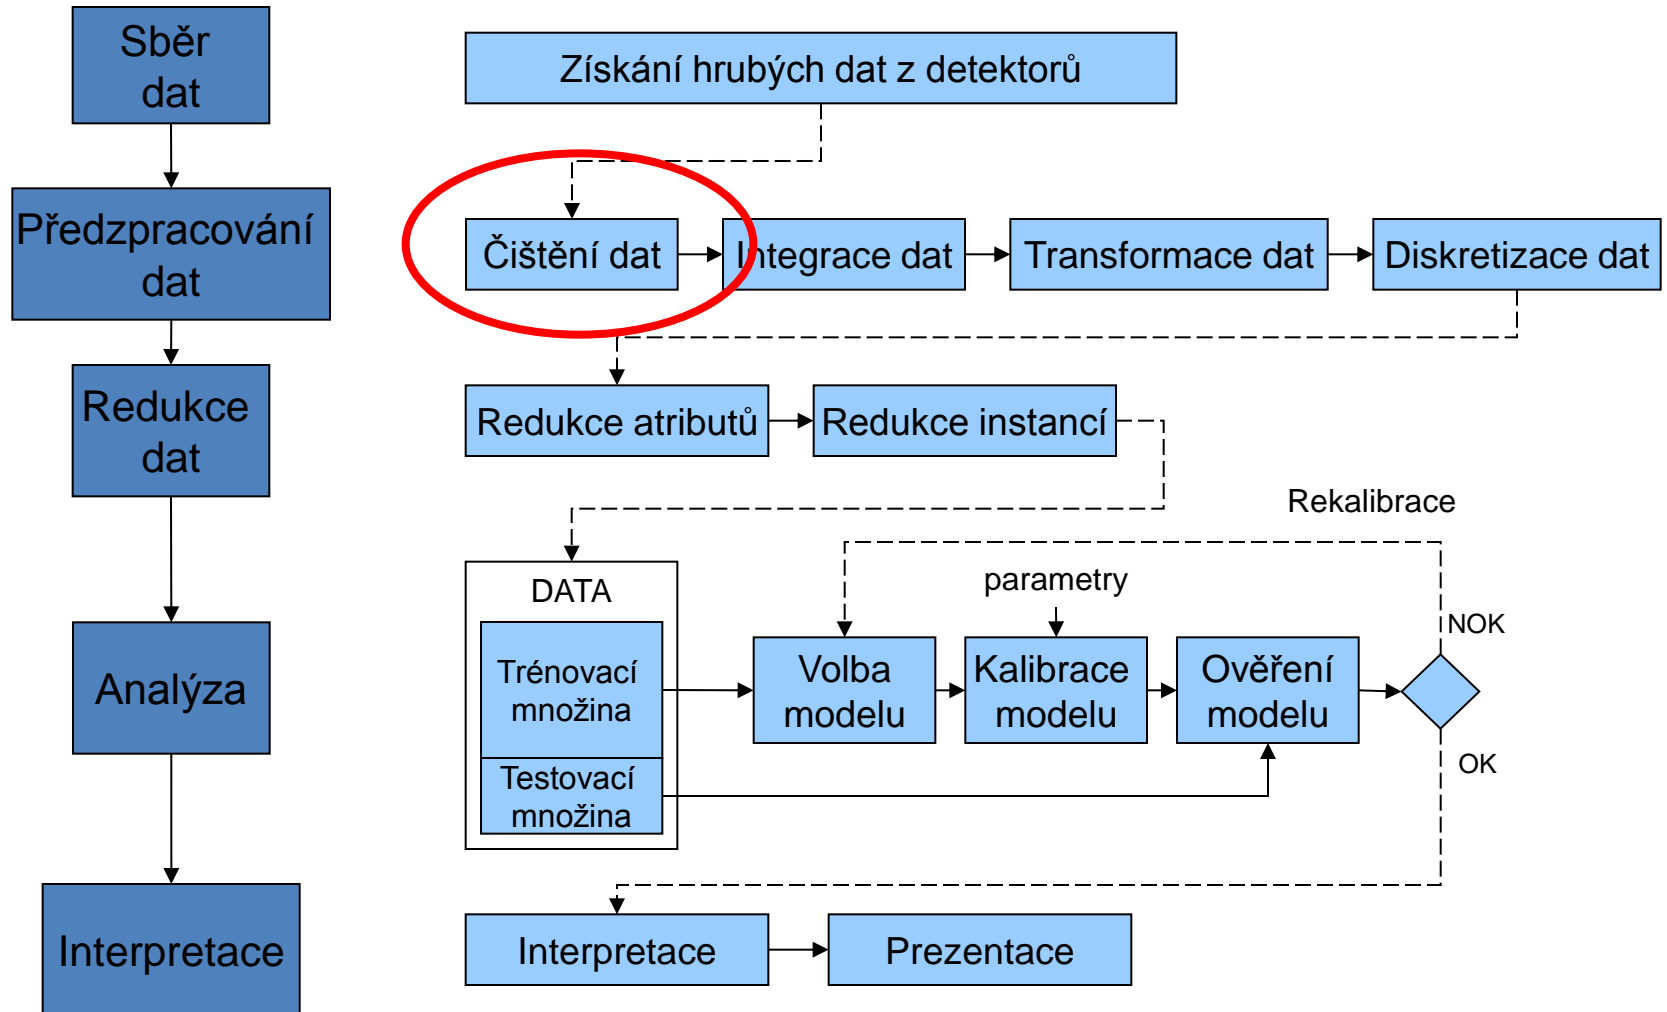 Sběr
dat
Získání hrubých dat z detektorů
Předzpracování
dat
Čištění dat
Integrace dat
Transformace dat
Diskretizace dat
Redukce
dat
Redukce atributů
Redukce instancí
Rekalibrace
Analýza
DATA
Trénovací
množina
Testovací
množina
parametry
Volba
modelu
Kalibrace
modelu
Ověření
modelu
NOK
OK
Interpretace
Interpretace
Prezentace